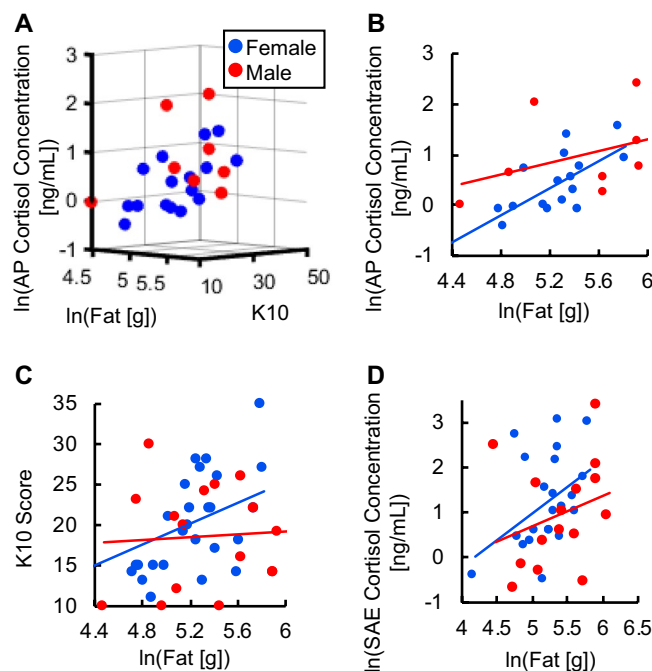 A
Female
Male
ln(AP Cortisol Concentration
[ng/mL])
3
2
1
0
-1
4.5
5
5.5
10
30
50
ln(Fat [g])
K10
B
ln(AP Cortisol Concentration
[ng/mL])
3
2
1
0
-1
4.4
4.8
5.2
5.6
6
ln(Fat [g])
C
K10 Score
35
30
25
20
15
10
4.4
4.8
5.2
5.6
6
ln(Fat [g])
D
ln(SAE Cortisol Concentration
[ng/mL])
3
2
1
0
-1
4
4.5
5
5.5
6
6.5
ln(Fat [g])